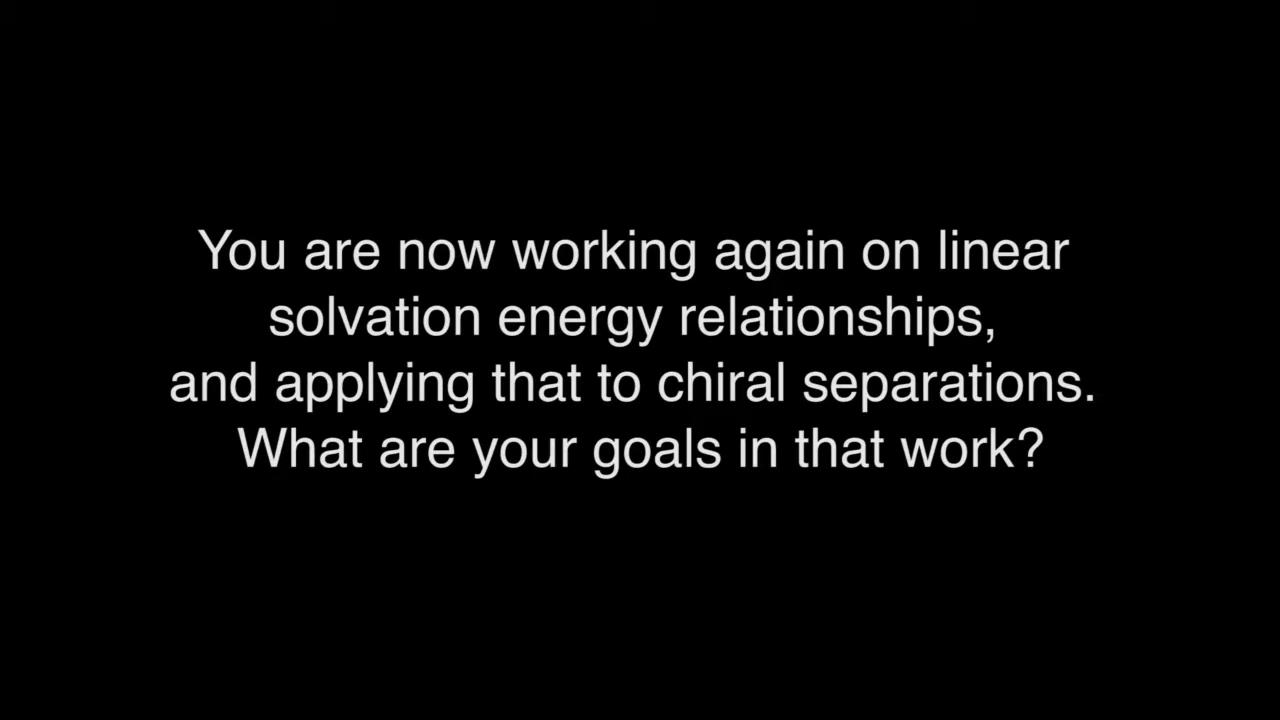 You are now working again on linear
solvation energy relationships,
and applying that to chiral separations.
What are your goals in that work?